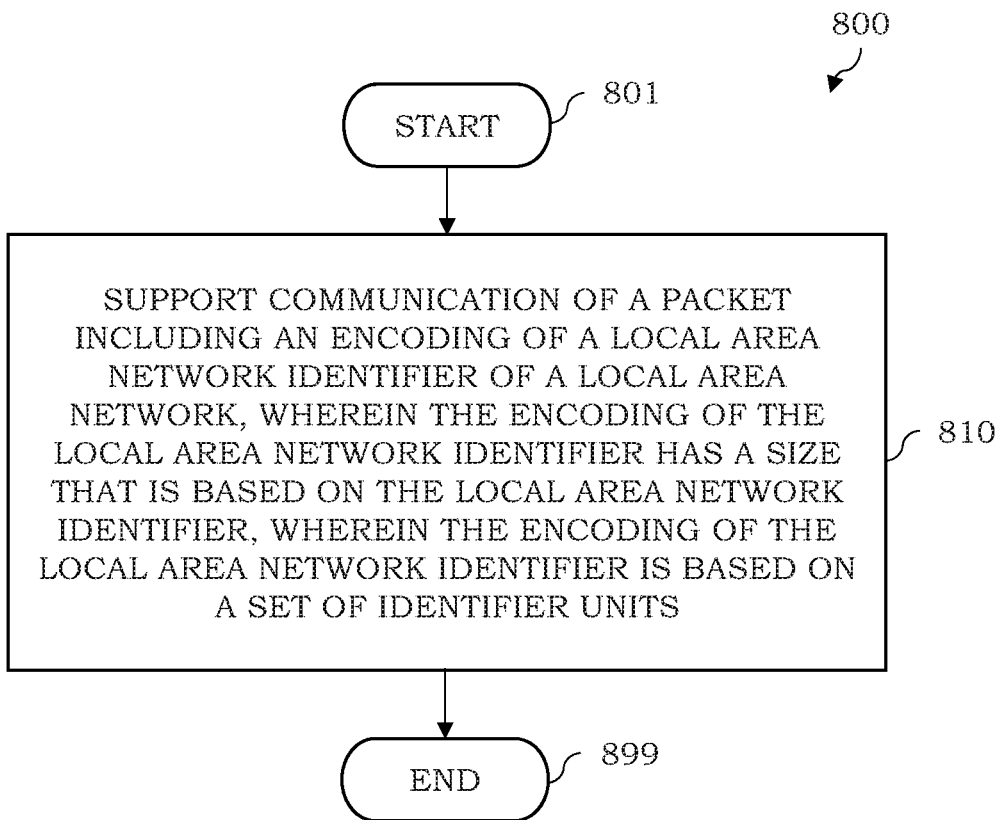 800
START
801
SUPPORT COMMUNICATION OF A PACKET
INCLUDING AN ENCODING OF A LOCAL AREA
NETWORK IDENTIFIER OF A LOCAL AREA
NETWORK, WHEREIN THE ENCODING OF THE
LOCAL AREA NETWORK IDENTIFIER HAS A SIZE
THAT IS BASED ON THE LOCAL AREA NETWORK
IDENTIFIER, WHEREIN THE ENCODING OF THE
LOCAL AREA NETWORK IDENTIFIER IS BASED ON
A SET OF IDENTIFIER UNITS
810
END
899